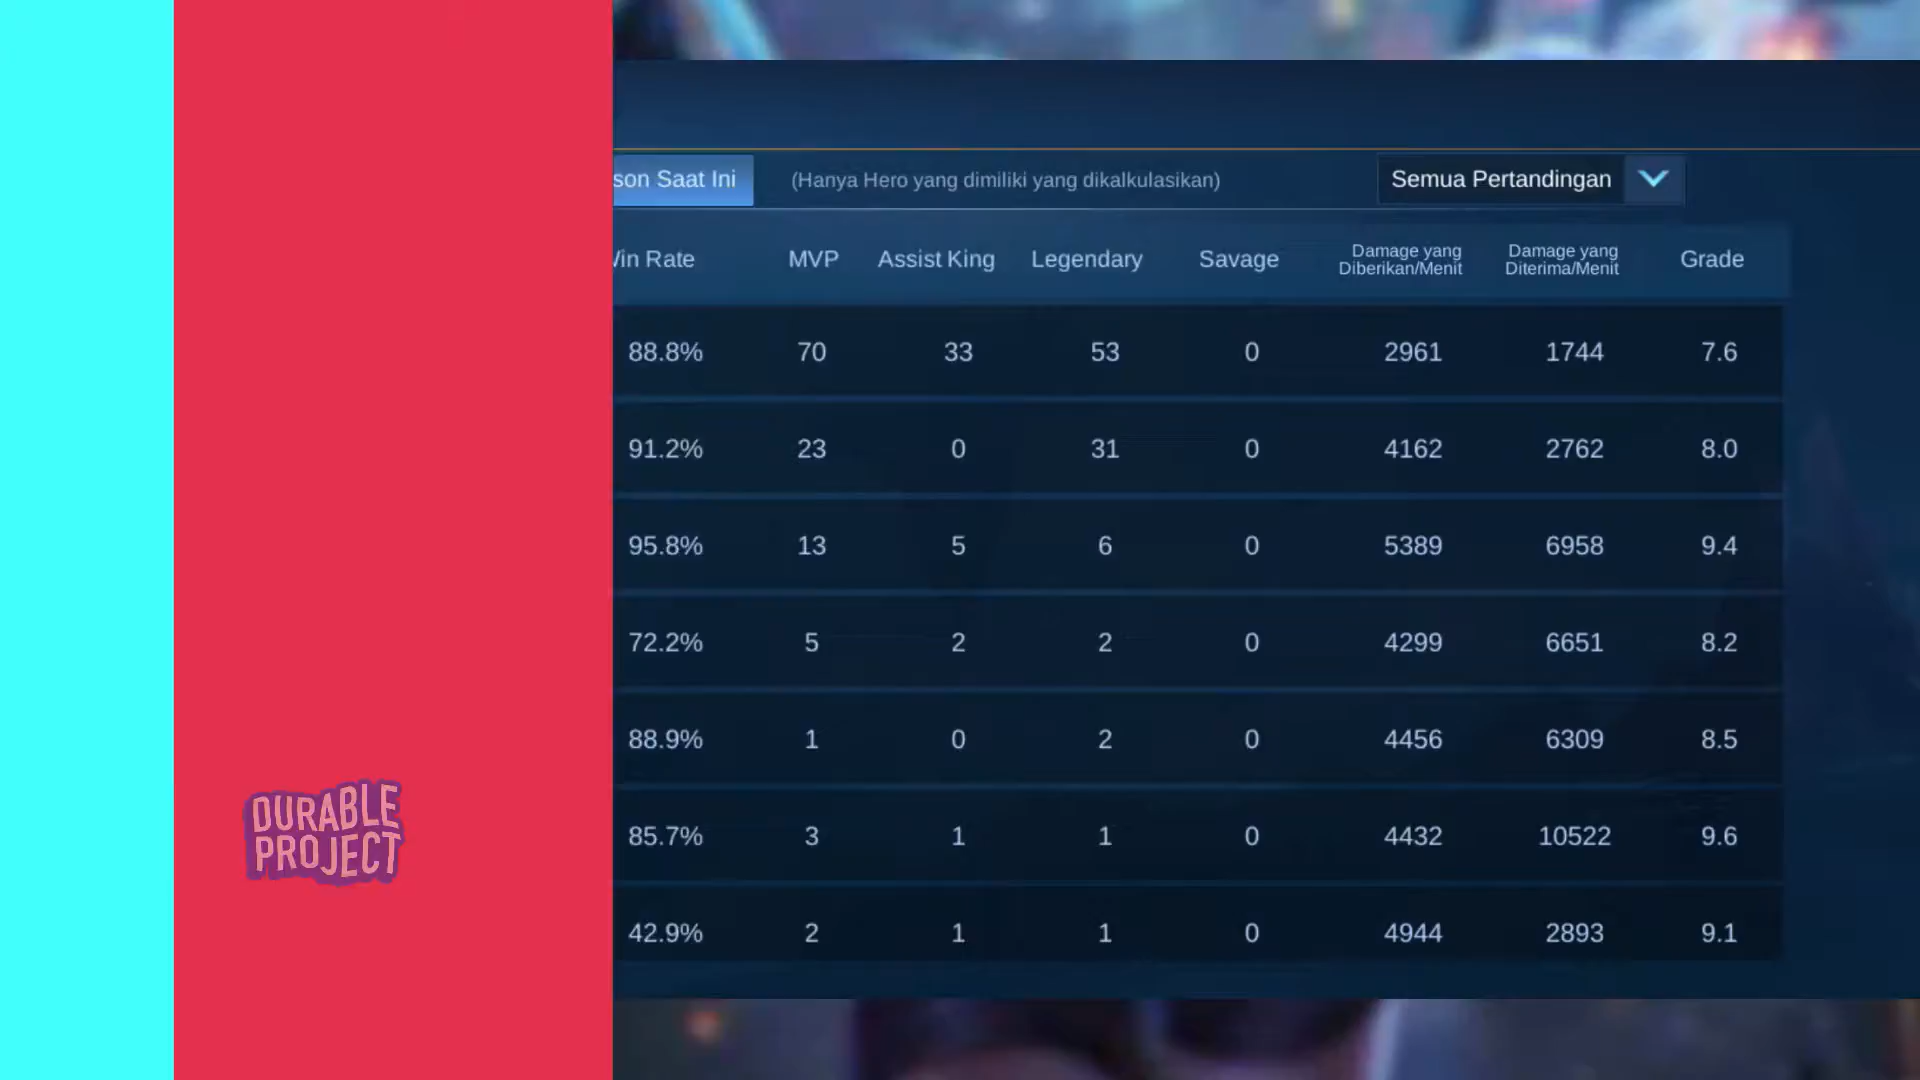 son Saat Ini (Hanya Hero yang dimiliki yang dikalkulasikan) Semua Pertandingan
Win Rate MVP Assist King Legendary Savage Damage yang Diberikan/Menit Damage yang Diterima/Menit Grade
88.8% 70 33 53 0 2961 1744 7.6
91.2% 23 0 31 0 4162 2762 8.0
95.8% 13 5 6 0 5389 6958 9.4
72.2% 5 2 2 0 4299 6651 8.2
88.9% 1 0 2 0 4456 6309 8.5
85.7% 3 1 1 0 4432 10522 9.6
42.9% 2 1 1 0 4944 2893 9.1
DURABLE
PROJECT